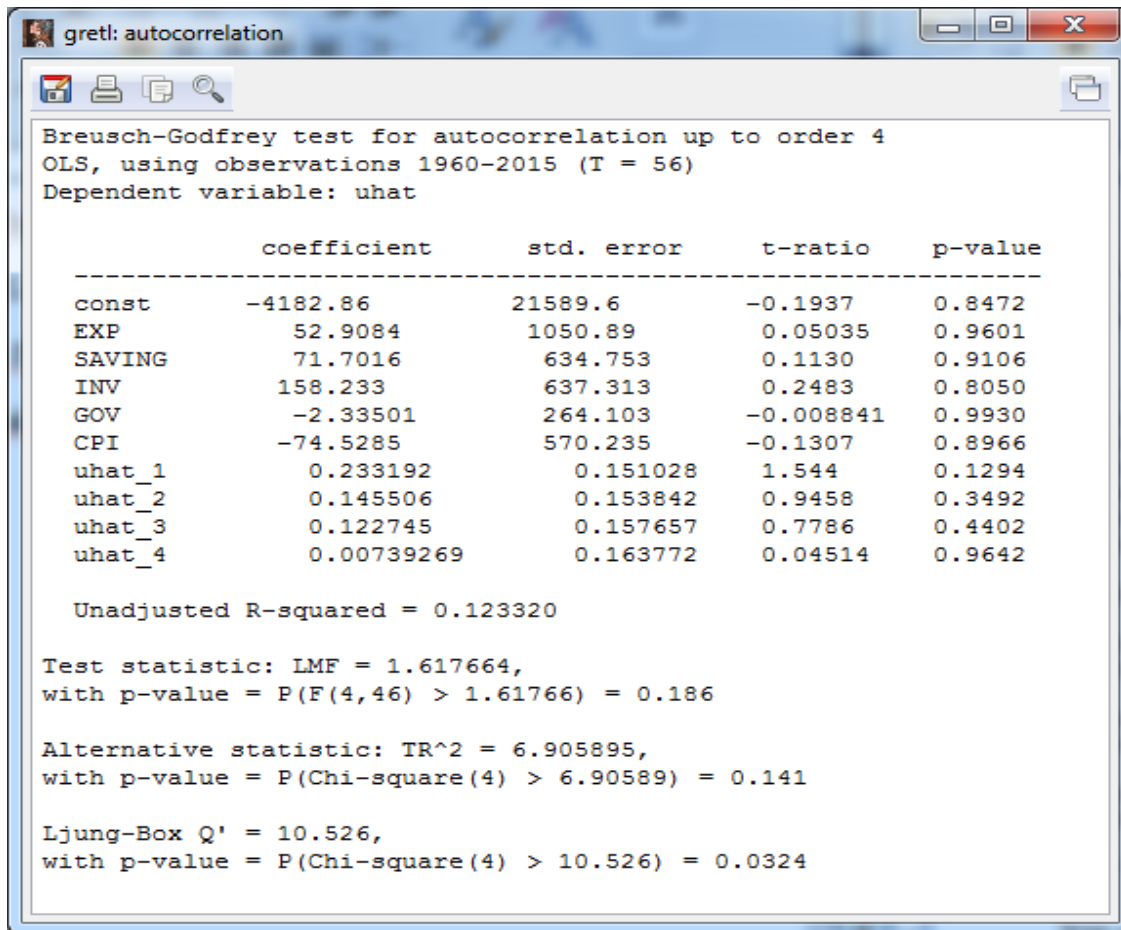 gretl: autocorrelation
Breusch-Godfrey test for autocorrelation up to order 4
OLS, using observations 1960-2015 (T = 56)
Dependent variable: uhat
coefficient std. error t-ratio p-value
---------------------------------------------------------------
const -4182.86 21589.6 -0.1937 0.8472
EXP 52.9084 1050.89 0.05035 0.9601
SAVING 71.7016 634.753 0.1130 0.9106
INV 158.233 637.313 0.2483 0.8050
GOV -2.33501 264.103 -0.008841 0.9930
CPI -74.5285 570.235 -0.1307 0.8966
uhat_1 0.233192 0.151028 1.544 0.1294
uhat_2 0.145506 0.153842 0.9458 0.3492
uhat_3 0.122745 0.157657 0.7786 0.4402
uhat_4 0.00739269 0.163772 0.04514 0.9642
Unadjusted R-squared = 0.123320
Test statistic: LMF = 1.617664,
with p-value = P(F(4,46) > 1.61766) = 0.186
Alternative statistic: TR^2 = 6.905895,
with p-value = P(Chi-square(4) > 6.90589) = 0.141
Ljung-Box Q' = 10.526,
with p-value = P(Chi-square(4) > 10.526) = 0.0324